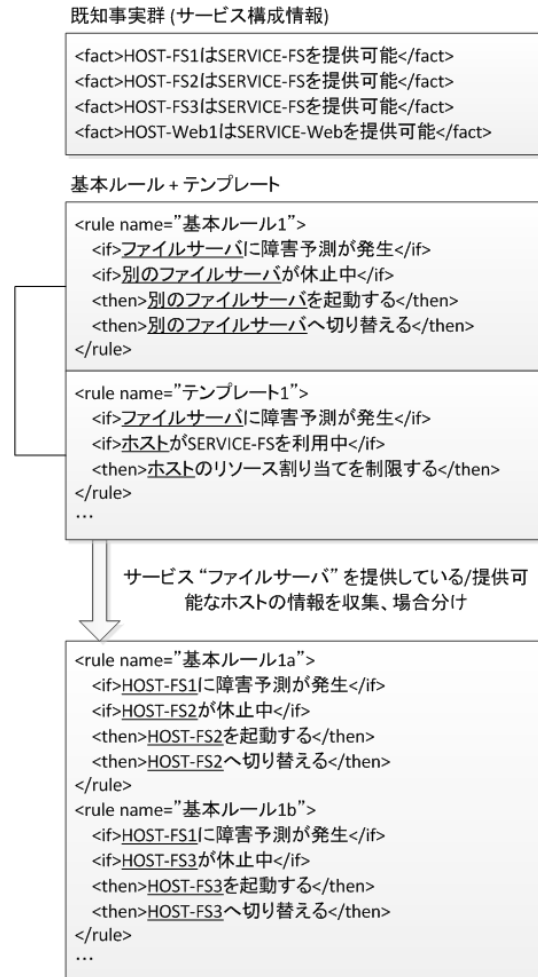 既知事実群 (サービス構成情報)
<fact>HOST-FS1はSERVICE-FSを提供可能</fact>
<fact>HOST-FS2はSERVICE-FSを提供可能</fact>
<fact>HOST-FS3はSERVICE-FSを提供可能</fact>
<fact>HOST-Web1はSERVICE-Webを提供可能</fact>
基本ルール + テンプレート
<rule name=”基本ルール1”>
<if>ファイルサーバに障害予測が発生</if>
<if>別のファイルサーバが休止中</if>
<then>別のファイルサーバを起動する</then>
<then>別のファイルサーバへ切り替える</then>
</rule>
<rule name=”テンプレート1”>
<if>ファイルサーバに障害予測が発生</if>
<if>ホストがSERVICE-FSを利用中</if>
<then>ホストのリソース割り当てを制限する</then>
</rule>
…
サービス “ファイルサーバ” を提供している/提供可
能なホストの情報を収集、場合分け
<rule name=”基本ルール1a”>
<if>HOST-FS1に障害予測が発生</if>
<if>HOST-FS2が休止中</if>
<then>HOST-FS2を起動する</then>
<then>HOST-FS2へ切り替える</then>
</rule>
<rule name=”基本ルール1b”>
<if>HOST-FS1に障害予測が発生</if>
<if>HOST-FS3が休止中</if>
<then>HOST-FS3を起動する</then>
<then>HOST-FS3へ切り替える</then>
</rule>
…